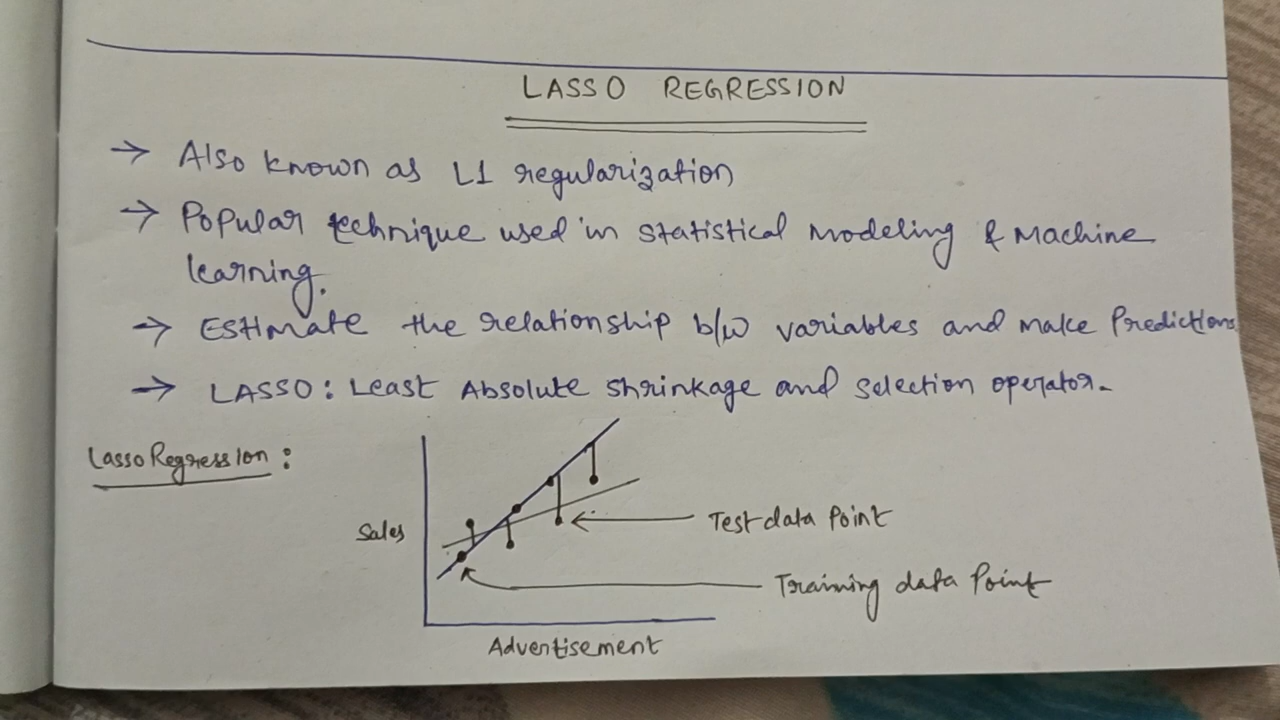 LASSO REGRESSION
→ Also known as L1 regularization
→ Popular technique used in statistical modeling & Machine
learning.
→ Estimate the relationship b/w variables and make Predictions
→ LASSO: Least Absolute shrinkage and selection operator.
Lasso Regression:
Sales
Test data Point
Training data Point
Advertisement